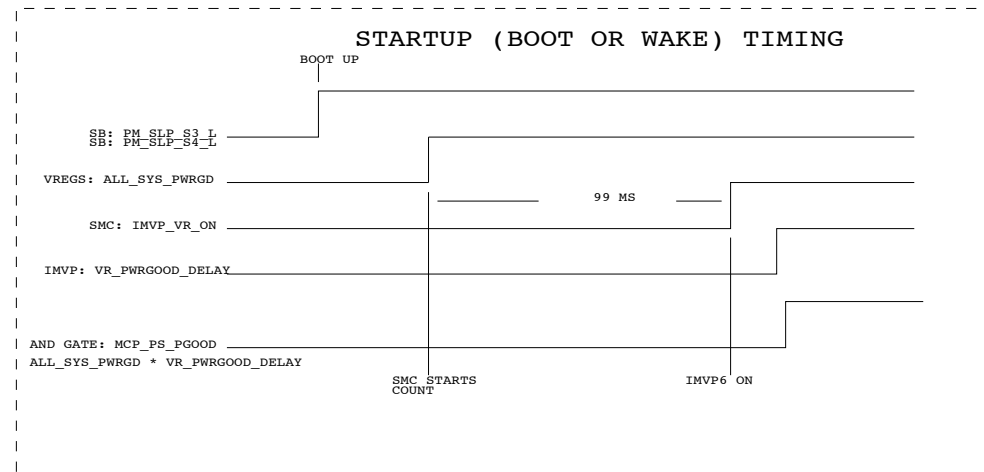 STARTUP (BOOT OR WAKE) TIMING
BOOT UP
SB: PM_SLP_S3_L
SB: PM_SLP_S4_L
VREGS: ALL_SYS_PWRGD
99 MS
SMC: IMVP_VR_ON
IMVP: VR_PWRGOOD_DELAY
AND GATE: MCP_PS_PGOOD
ALL_SYS_PWRGD * VR_PWRGOOD_DELAY
SMC STARTS
COUNT
IMVP6 ON